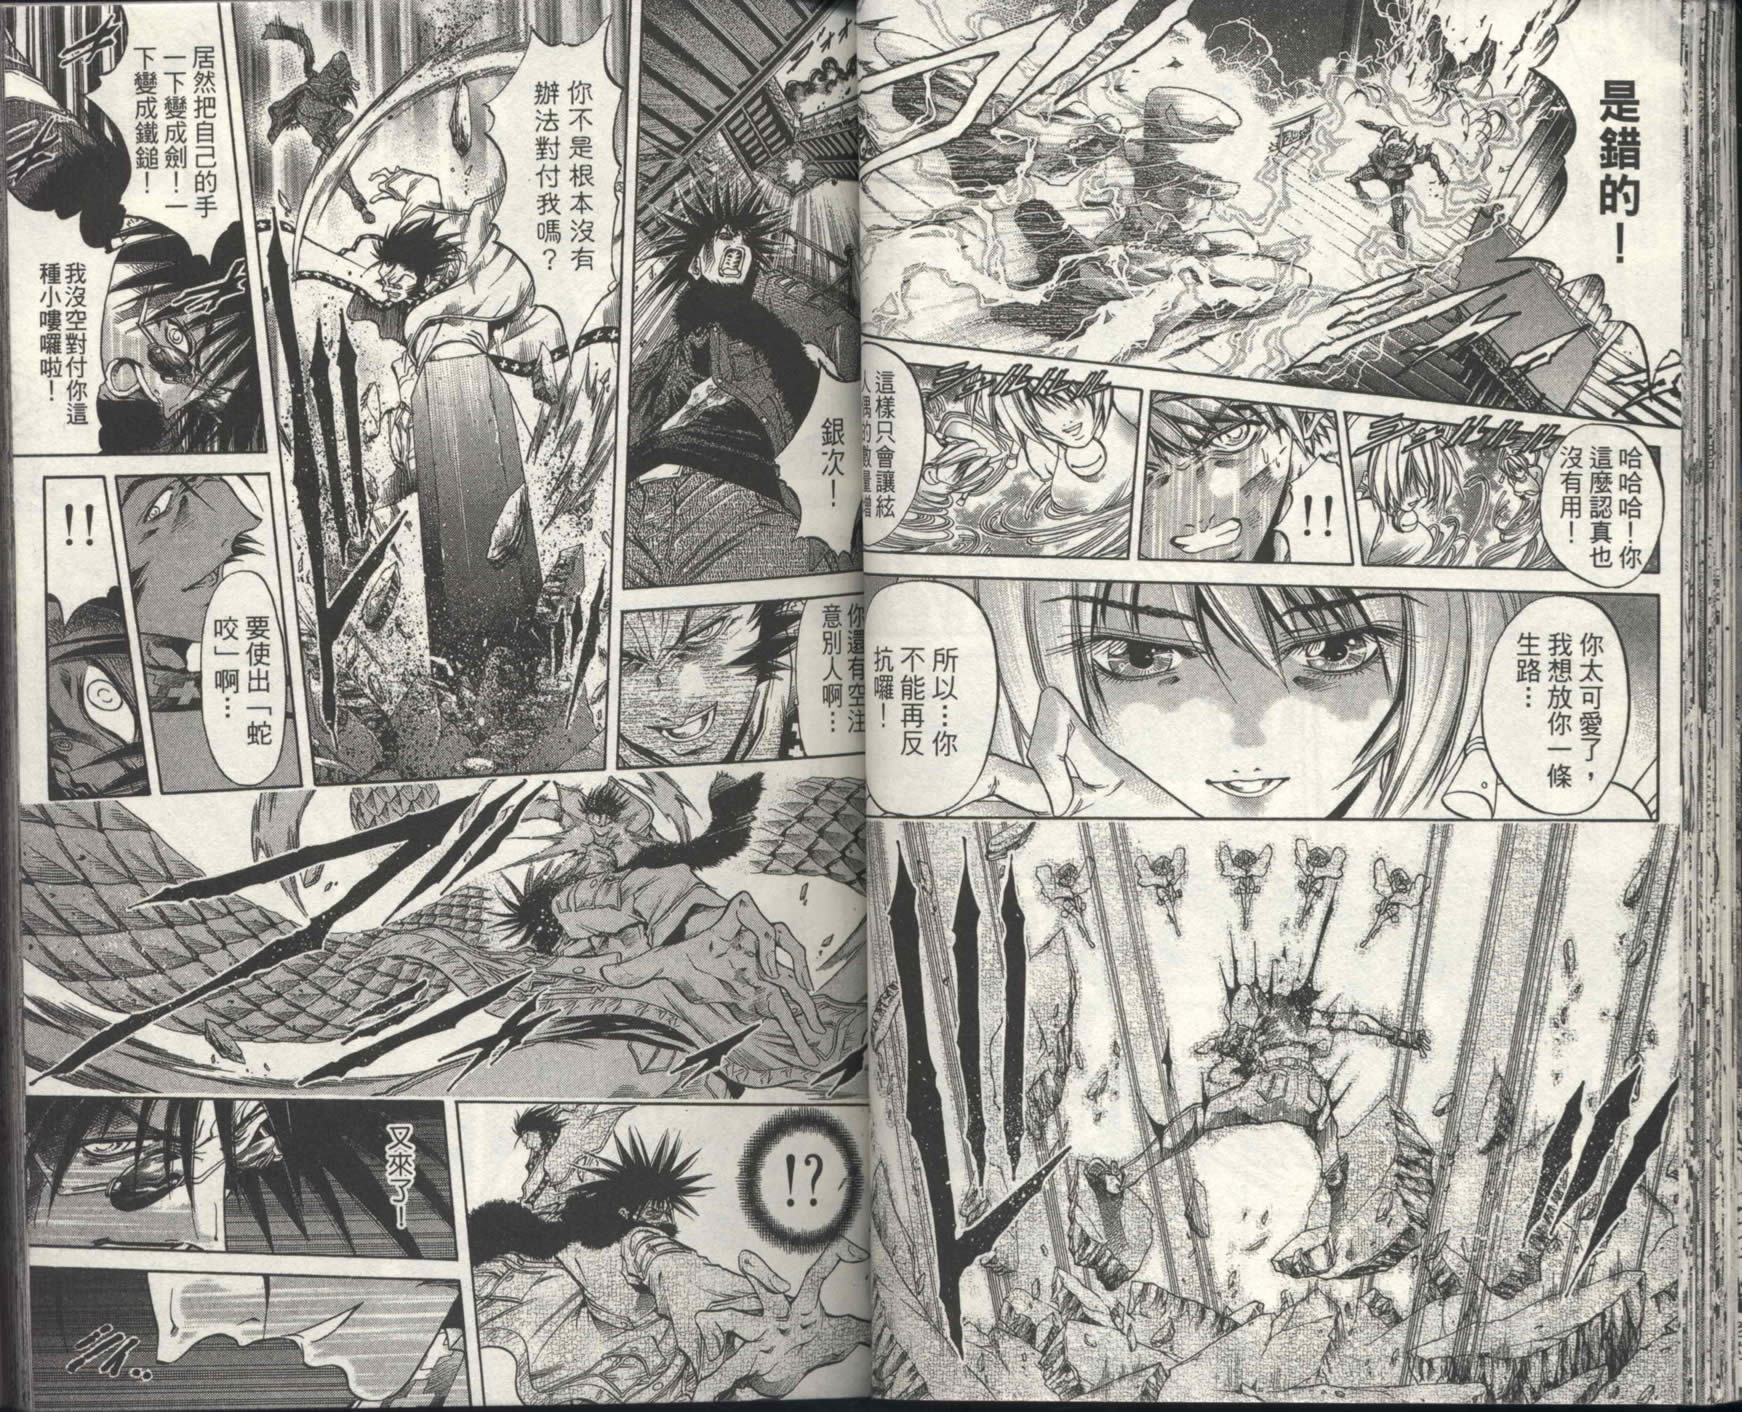 是錯的！
哈哈哈！你
這麼認真也
沒有用！
！！
這樣只會讓絃
人偶的數量增
你太可愛了，
我想放你一條
生路…
所以…你
不能再反
抗囉！
ヴオオオ
銀次！
你還有空注
意別人啊…
你不是根本沒有
辦法對付我嗎？
居然把自己的手
一下變成劍！一
下變成鐵鎚！
我沒空對付你這
種小嘍囉啦！
要使出「蛇
咬」啊…
！！
！？
又來了！